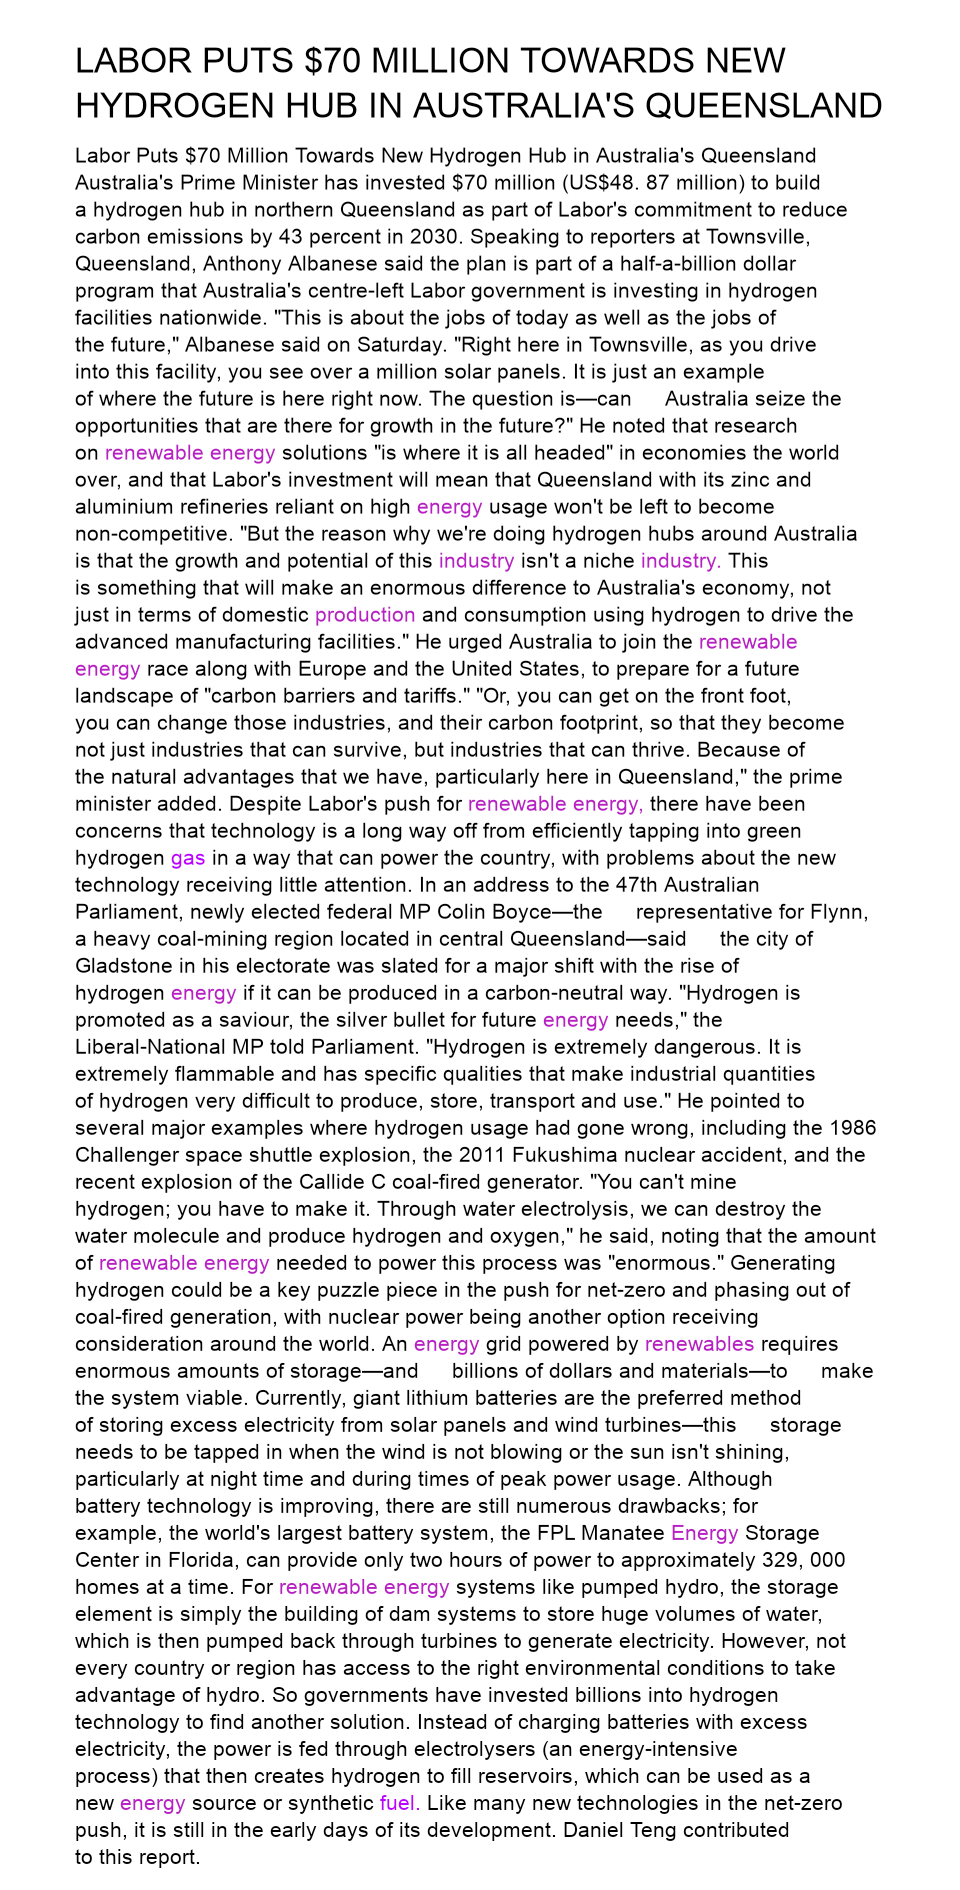 LABOR PUTS $70 MILLION TOWARDS NEW
HYDROGEN HUB IN AUSTRALIA'S QUEENSLAND
Labor Puts $70 Million Towards New Hydrogen Hub in Australia's Queensland
Australia's Prime Minister has invested $70 million (US$48. 87 million) to build
a hydrogen hub in northern Queensland as part of Labor's commitment to reduce
carbon emissions by 43 percent in 2030. Speaking to reporters at Townsville,
Queensland, Anthony Albanese said the plan is part of a half-a-billion dollar
program that Australia's centre-left Labor government is investing in hydrogen
facilities nationwide. "This is about the jobs of today as well as the jobs of
the future," Albanese said on Saturday. "Right here in Townsville, as you drive
into this facility, you see over a million solar panels. It is just an example
of where the future is here right now. The question is—can Australia seize the
opportunities that are there for growth in the future?" He noted that research
on renewable energy solutions "is where it is all headed" in economies the world
over, and that Labor's investment will mean that Queensland with its zinc and
aluminium refineries reliant on high energy usage won't be left to become
non-competitive. "But the reason why we're doing hydrogen hubs around Australia
is that the growth and potential of this industry isn't a niche industry. This
is something that will make an enormous difference to Australia's economy, not
just in terms of domestic production and consumption using hydrogen to drive the
advanced manufacturing facilities." He urged Australia to join the renewable
energy race along with Europe and the United States, to prepare for a future
landscape of "carbon barriers and tariffs." "Or, you can get on the front foot,
you can change those industries, and their carbon footprint, so that they become
not just industries that can survive, but industries that can thrive. Because of
the natural advantages that we have, particularly here in Queensland," the prime
minister added. Despite Labor's push for renewable energy, there have been
concerns that technology is a long way off from efficiently tapping into green
hydrogen gas in a way that can power the country, with problems about the new
technology receiving little attention. In an address to the 47th Australian
Parliament, newly elected federal MP Colin Boyce—the representative for Flynn,
a heavy coal-mining region located in central Queensland—said the city of
Gladstone in his electorate was slated for a major shift with the rise of
hydrogen energy if it can be produced in a carbon-neutral way. "Hydrogen is
promoted as a saviour, the silver bullet for future energy needs," the
Liberal-National MP told Parliament. "Hydrogen is extremely dangerous. It is
extremely flammable and has specific qualities that make industrial quantities
of hydrogen very difficult to produce, store, transport and use." He pointed to
several major examples where hydrogen usage had gone wrong, including the 1986
Challenger space shuttle explosion, the 2011 Fukushima nuclear accident, and the
recent explosion of the Callide C coal-fired generator. "You can't mine
hydrogen; you have to make it. Through water electrolysis, we can destroy the
water molecule and produce hydrogen and oxygen," he said, noting that the amount
of renewable energy needed to power this process was "enormous." Generating
hydrogen could be a key puzzle piece in the push for net-zero and phasing out of
coal-fired generation, with nuclear power being another option receiving
consideration around the world. An energy grid powered by renewables requires
enormous amounts of storage—and billions of dollars and materials—to make
the system viable. Currently, giant lithium batteries are the preferred method
of storing excess electricity from solar panels and wind turbines—this storage
needs to be tapped in when the wind is not blowing or the sun isn't shining,
particularly at night time and during times of peak power usage. Although
battery technology is improving, there are still numerous drawbacks; for
example, the world's largest battery system, the FPL Manatee Energy Storage
Center in Florida, can provide only two hours of power to approximately 329, 000
homes at a time. For renewable energy systems like pumped hydro, the storage
element is simply the building of dam systems to store huge volumes of water,
which is then pumped back through turbines to generate electricity. However, not
every country or region has access to the right environmental conditions to take
advantage of hydro. So governments have invested billions into hydrogen
technology to find another solution. Instead of charging batteries with excess
electricity, the power is fed through electrolysers (an energy-intensive
process) that then creates hydrogen to fill reservoirs, which can be used as a
new energy source or synthetic fuel. Like many new technologies in the net-zero
push, it is still in the early days of its development. Daniel Teng contributed
to this report.